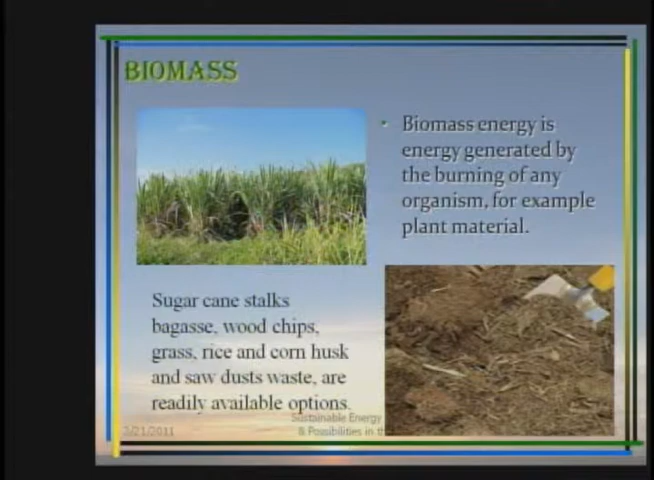 BIOMASS
• Biomass energy is
energy generated by
the burning of any
organism, for example
plant material.
Sugar cane stalks
bagasse, wood chips,
grass, rice and corn husk
and saw dusts waste, are
readily available options.
Sustainable Energy
& Possibilities in th
2/21/2011